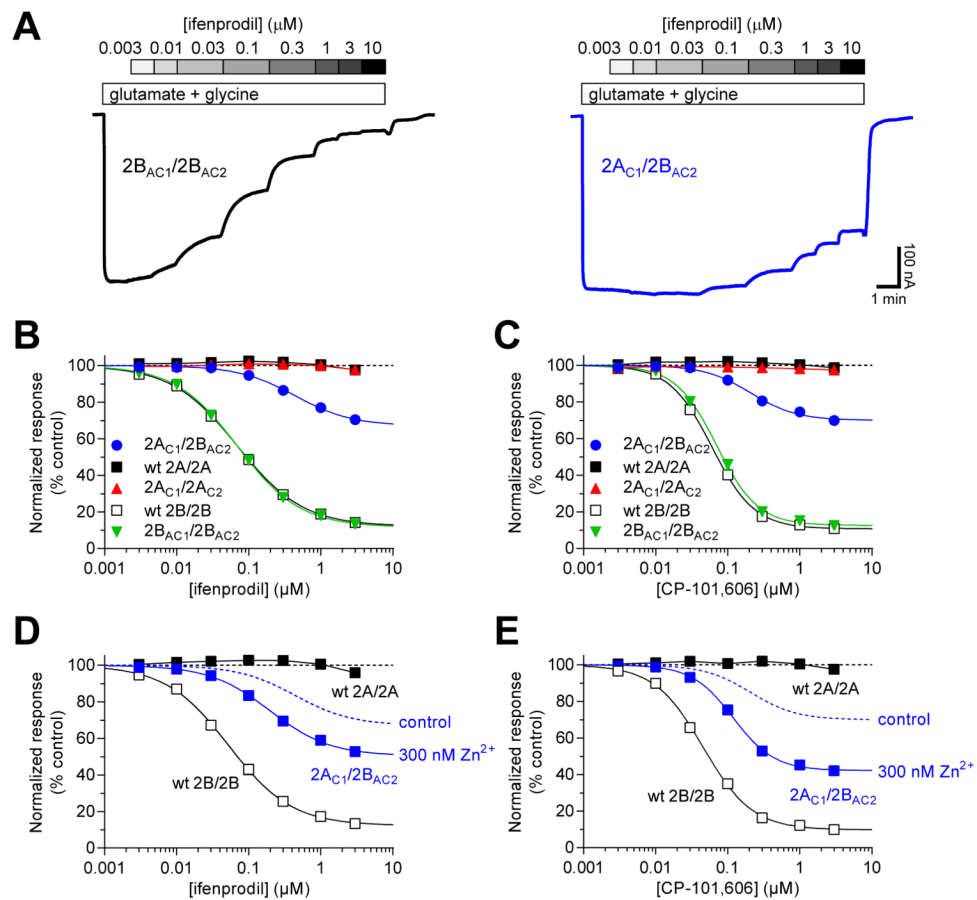 A
[ifenprodil] (μM)
0.003 0.01 0.03 0.1 0.3 1 3 10
glutamate + glycine
2BAC1/2BAC2
[ifenprodil] (μM)
0.003 0.01 0.03 0.1 0.3 1 3 10
glutamate + glycine
2AC1/2BAC2
100 nA
1 min
B
Normalized response
(% control)
100
80
60
40
20
0
2AC1/2BAC2
wt 2A/2A
2AC1/2AC2
wt 2B/2B
2BAC1/2BAC2
0.001 0.01 0.1 1 10
[ifenprodil] (μM)
C
Normalized response
(% control)
100
80
60
40
20
0
2AC1/2BAC2
wt 2A/2A
2AC1/2AC2
wt 2B/2B
2BAC1/2BAC2
0.001 0.01 0.1 1 10
[CP-101,606] (μM)
D
Normalized response
(% control)
100
80
60
40
20
0
wt 2A/2A
control
300 nM Zn2+
2AC1/2BAC2
wt 2B/2B
0.001 0.01 0.1 1 10
[ifenprodil] (μM)
E
Normalized response
(% control)
100
80
60
40
20
0
wt 2A/2A
control
300 nM Zn2+
2AC1/2BAC2
wt 2B/2B
0.001 0.01 0.1 1 10
[CP-101,606] (μM)